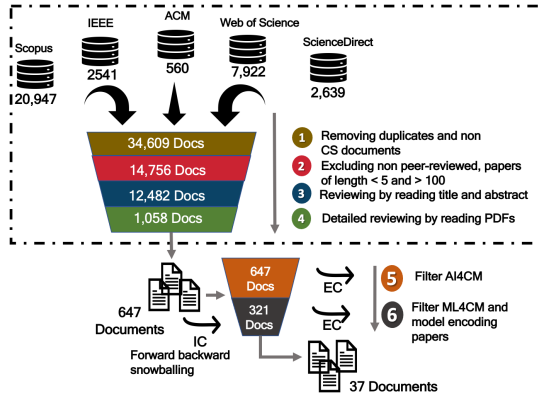 Scopus
20,947
IEEE
2541
ACM
560
Web of Science
7,922
ScienceDirect
2,639
34,609 Docs
14,756 Docs
12,482 Docs
1,058 Docs
1 Removing duplicates and non
CS documents
2 Excluding non peer-reviewed, papers
of length < 5 and > 100
3 Reviewing by reading title and abstract
4 Detailed reviewing by reading PDFs
647
Documents
IC
Forward backward
snowballing
647
Docs
321
Docs
EC
EC
5 Filter AI4CM
6 Filter ML4CM and
model encoding
papers
37 Documents